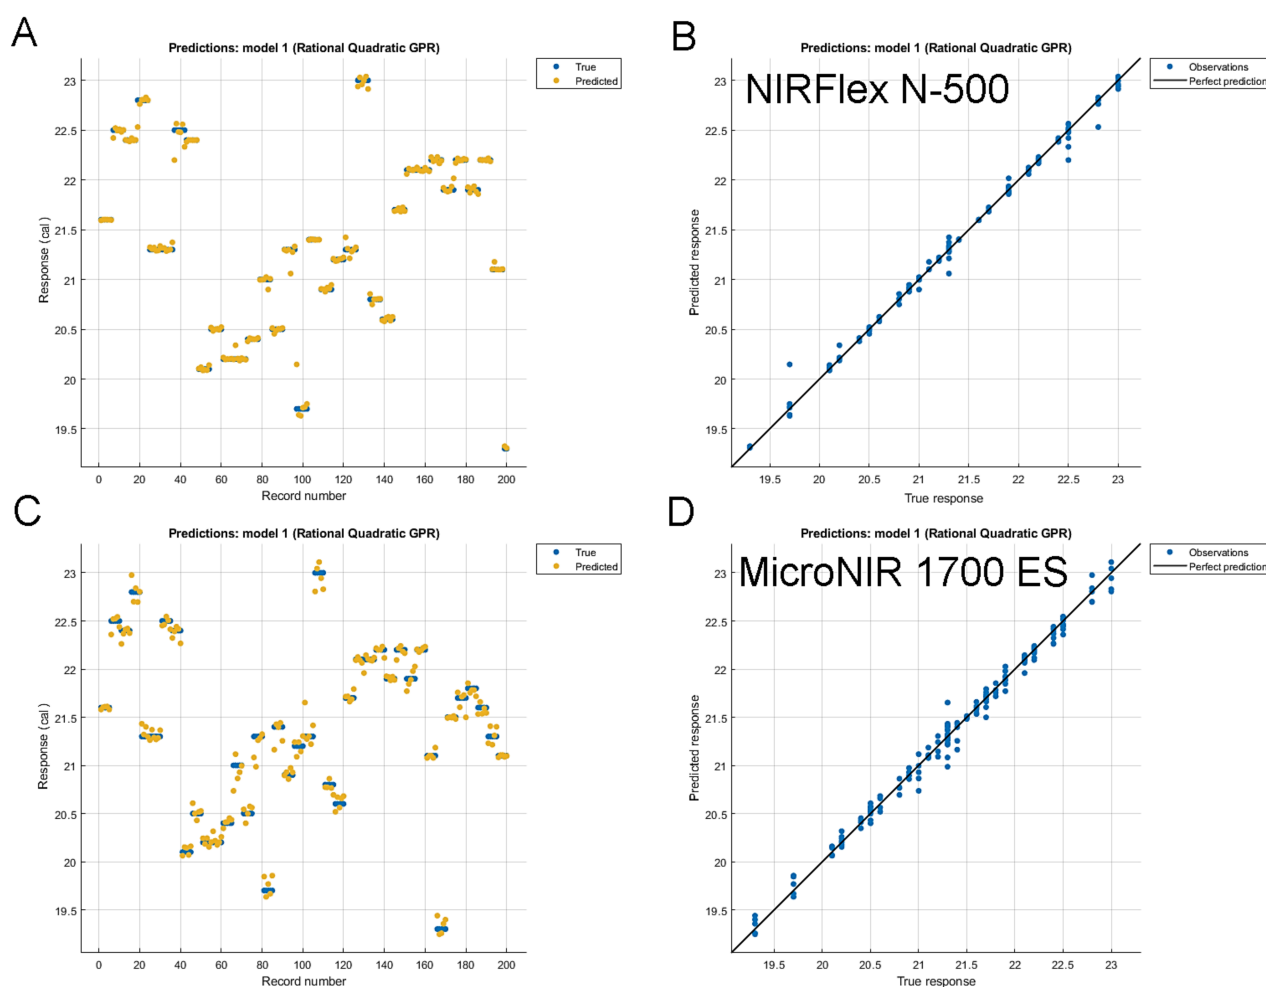 A
Predictions: model 1 (Rational Quadratic GPR)
True
Predicted
23
22.5
22
21.5
21
20.5
20
19.5
Response (cal)
0 20 40 60 80 100 120 140 160 180 200
Record number
B
Predictions: model 1 (Rational Quadratic GPR)
NIRFlex N-500
Observations
Perfect prediction
23
22.5
22
21.5
21
20.5
20
19.5
Predicted response
19.5 20 20.5 21 21.5 22 22.5 23
True response
C
Predictions: model 1 (Rational Quadratic GPR)
True
Predicted
23
22.5
22
21.5
21
20.5
20
19.5
Response (cal)
0 20 40 60 80 100 120 140 160 180 200
Record number
D
Predictions: model 1 (Rational Quadratic GPR)
MicroNIR 1700 ES
Observations
Perfect prediction
23
22.5
22
21.5
21
20.5
20
19.5
Predicted response
19.5 20 20.5 21 21.5 22 22.5 23
True response